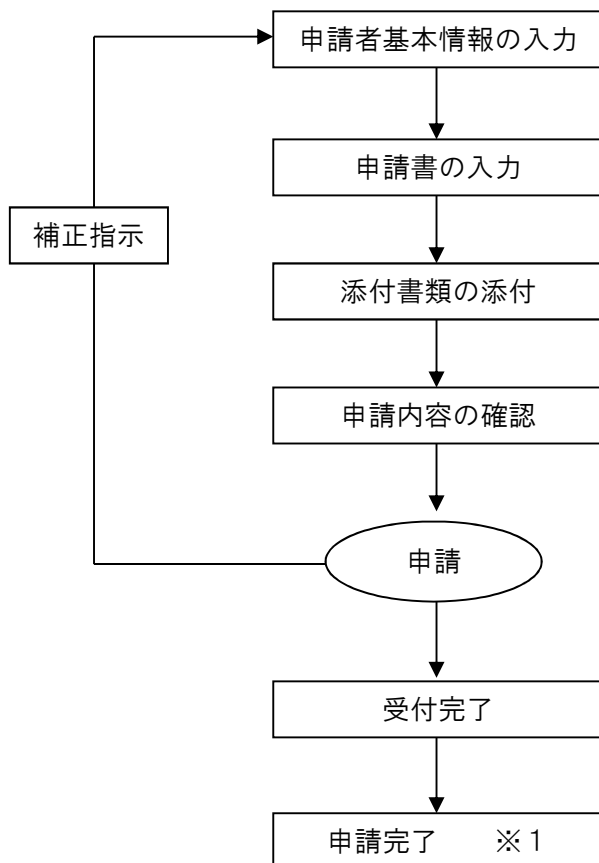 申請者基本情報の入力
申請書の入力
補正指示
添付書類の添付
申請内容の確認
申請
受付完了
申請完了　　※１